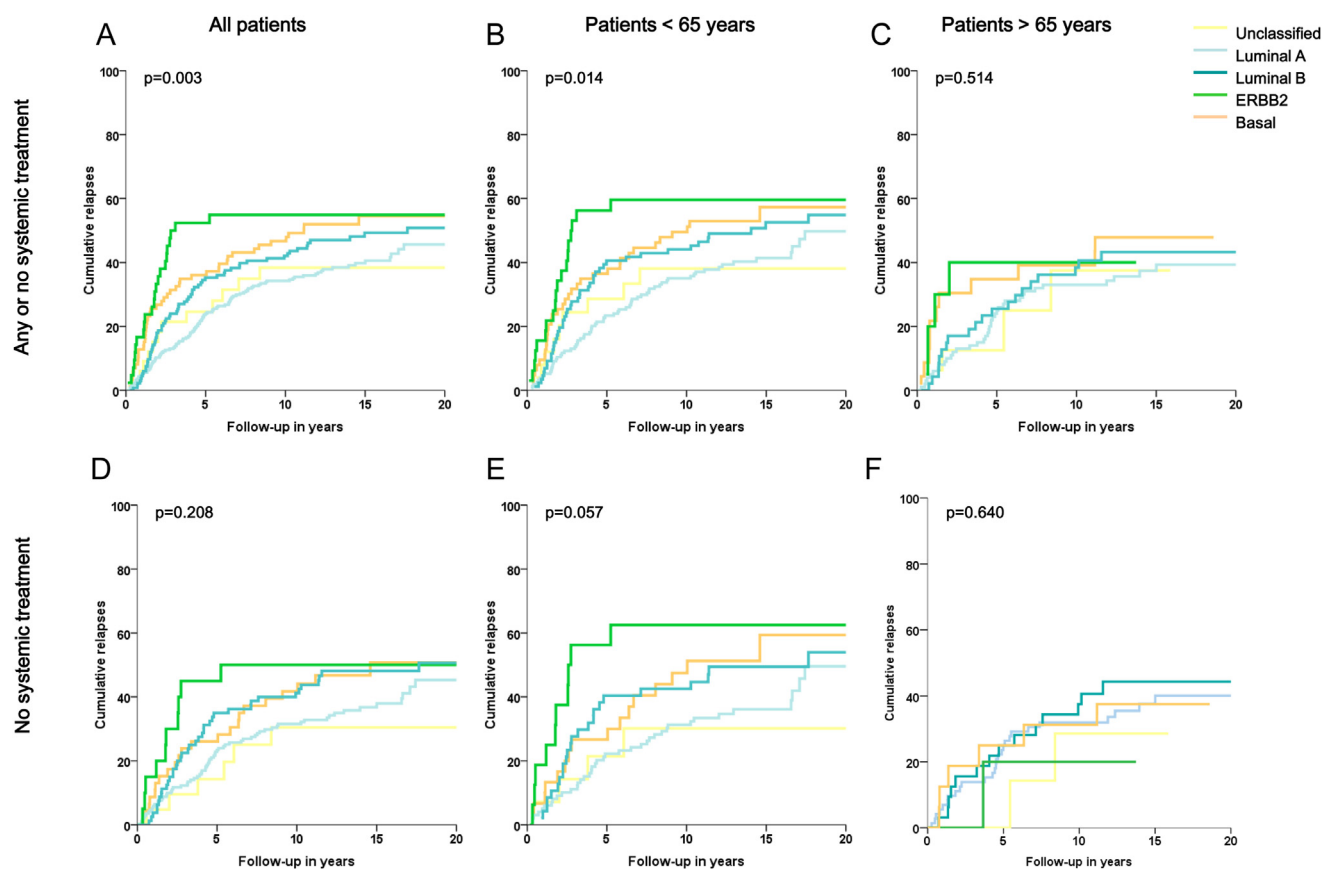 A
All patients
B
Patients < 65 years
C
Patients > 65 years
Unclassified
Luminal A
Luminal B
ERBB2
Basal
Any or no systemic treatment
p=0.003
Cumulative relapses
100
80
60
40
20
0
0 5 10 15 20
Follow-up in years
p=0.014
Cumulative relapses
100
80
60
40
20
0
0 5 10 15 20
Follow-up in years
p=0.514
Cumulative relapses
100
80
60
40
20
0
0 5 10 15 20
Follow-up in years
No systemic treatment
D
p=0.208
Cumulative relapses
100
80
60
40
20
0
0 5 10 15 20
Follow-up in years
E
p=0.057
Cumulative relapses
100
80
60
40
20
0
0 5 10 15 20
Follow-up in years
F
p=0.640
Cumulative relapses
100
80
60
40
20
0
0 5 10 15 20
Follow-up in years